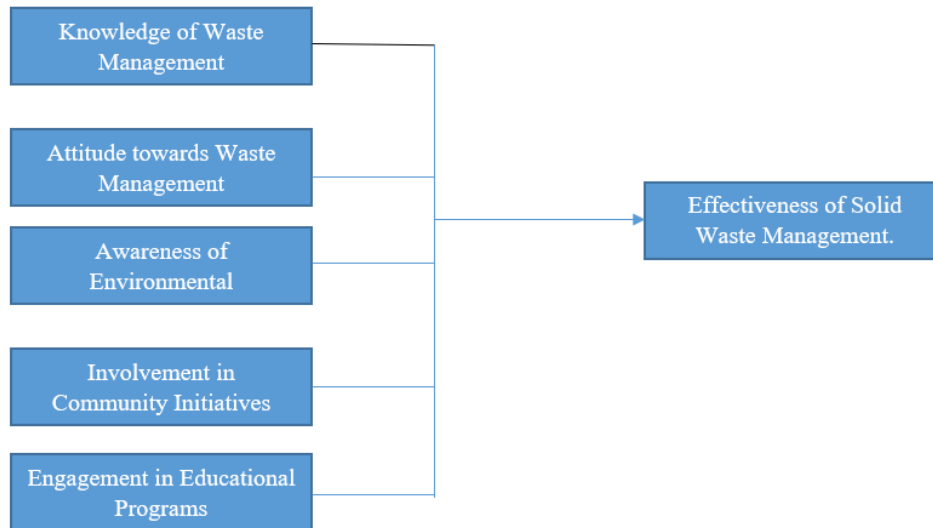 Knowledge of Waste
Management
Attitude towards Waste
Management
Awareness of
Environmental
Involvement in
Community Initiatives
Engagement in Educational
Programs
Effectiveness of Solid
Waste Management.